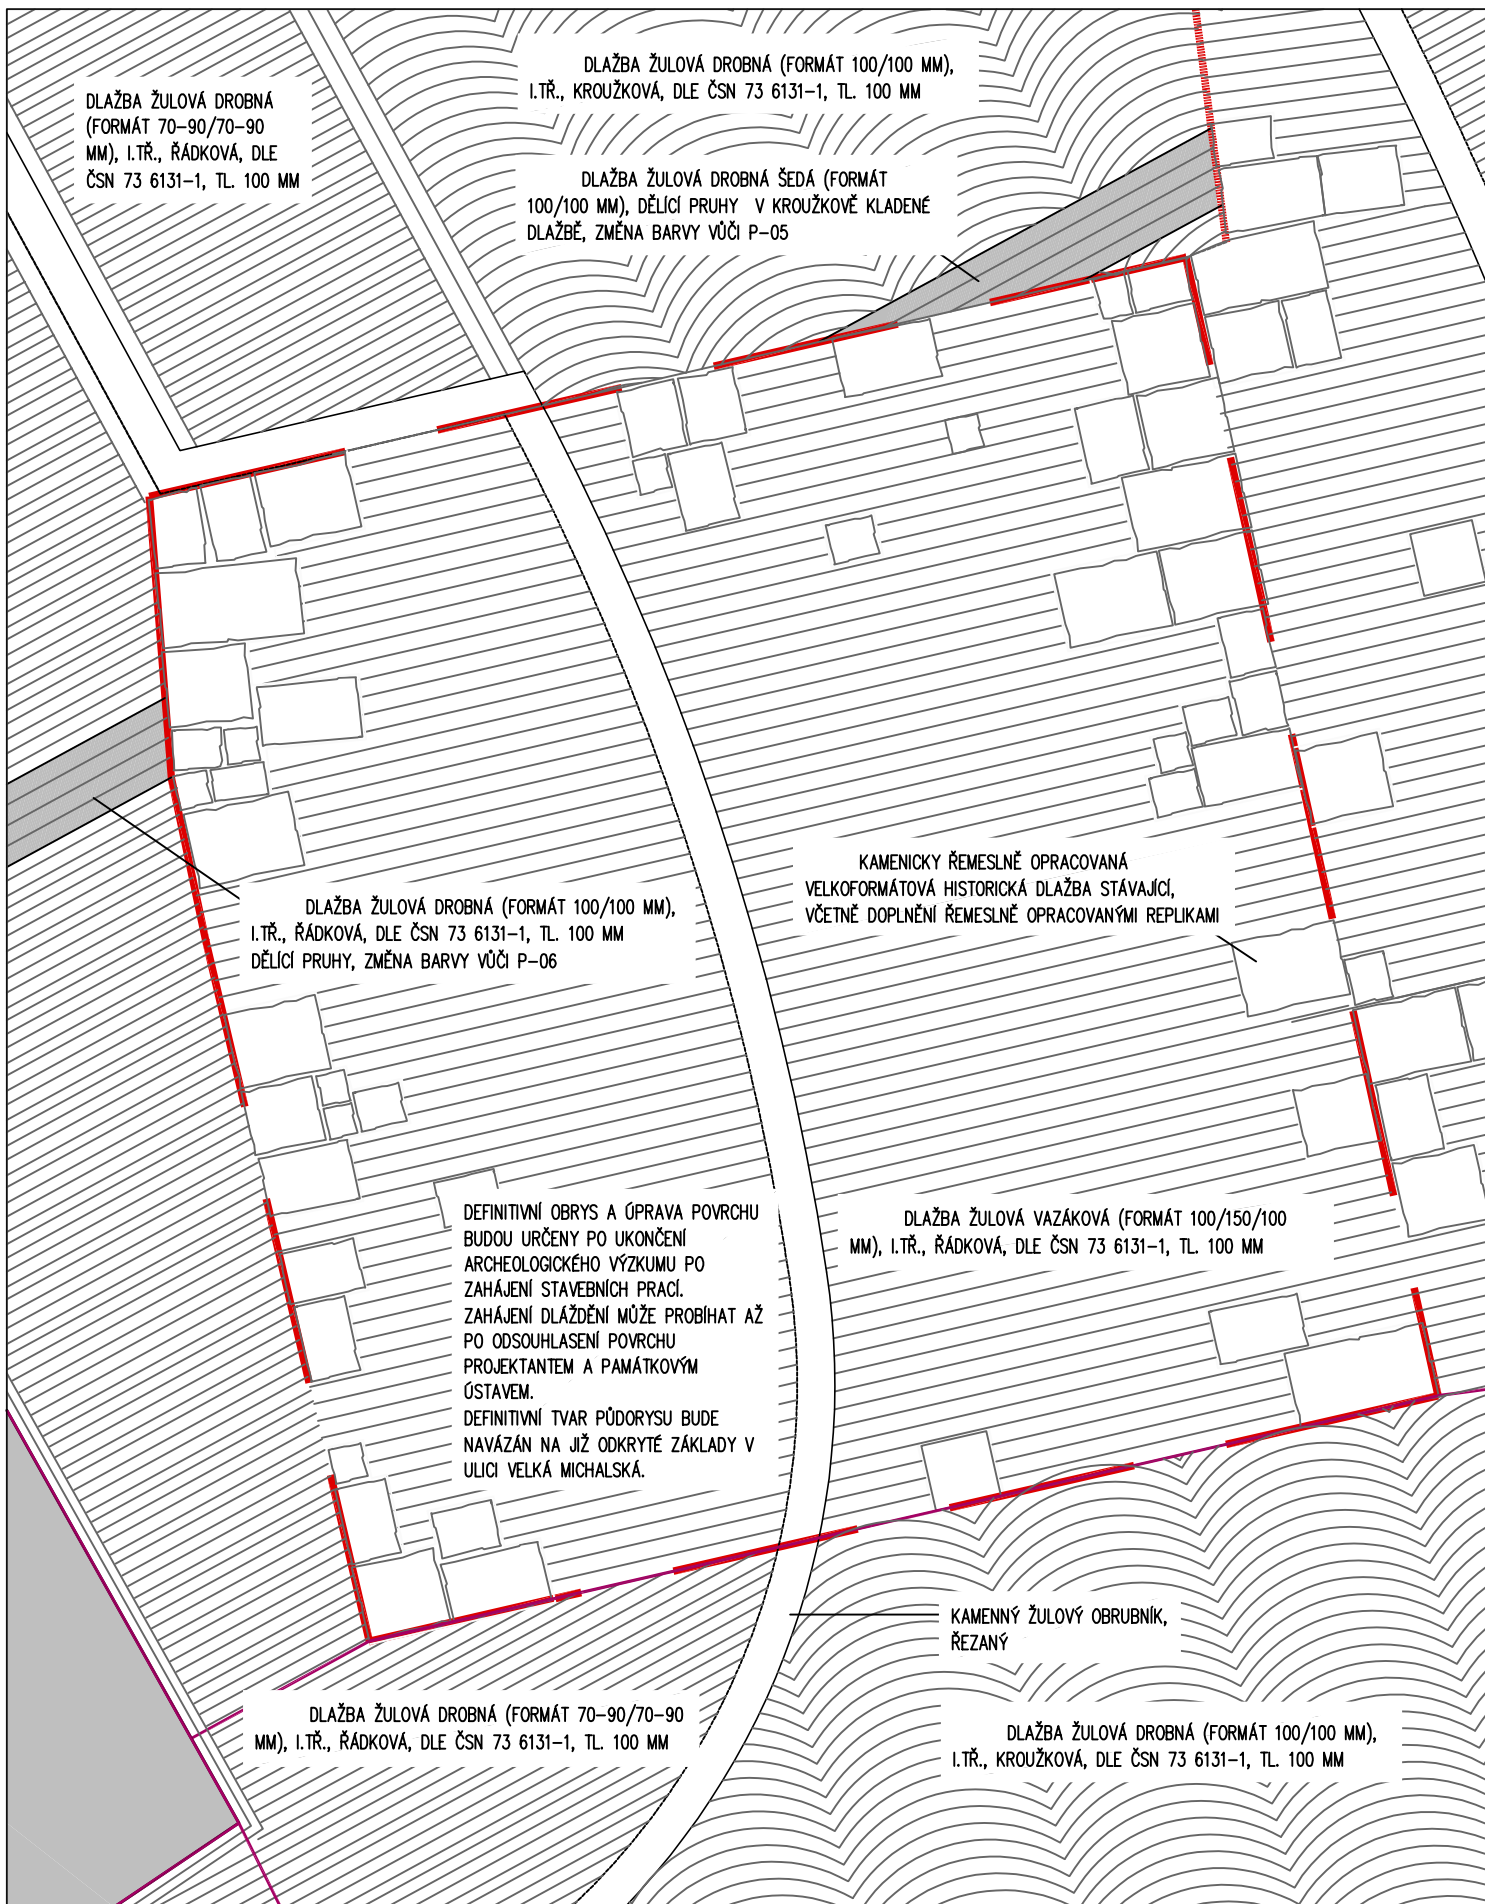 DLAŽBA ŽULOVÁ DROBNÁ (FORMÁT 100/100 MM),
I.TŘ., KROUŽKOVÁ, DLE ČSN 73 6131-1, TL. 100 MM
DLAŽBA ŽULOVÁ DROBNÁ
(FORMÁT 70-90/70-90
MM), I.TŘ., ŘÁDKOVÁ, DLE
ČSN 73 6131-1, TL. 100 MM
DLAŽBA ŽULOVÁ DROBNÁ ŠEDÁ (FORMÁT
100/100 MM), DĚLÍCÍ PRUHY V KROUŽKOVĚ KLADENÉ
DLAŽBĚ, ZMĚNA BARVY VŮČI P-05
KAMENICKY ŘEMESLNĚ OPRACOVANÁ
VELKOFORMÁTOVÁ HISTORICKÁ DLAŽBA STÁVAJÍCÍ,
VČETNĚ DOPLNĚNÍ ŘEMESLNĚ OPRACOVANÝMI REPLIKAMI
DLAŽBA ŽULOVÁ DROBNÁ (FORMÁT 100/100 MM),
I.TŘ., ŘÁDKOVÁ, DLE ČSN 73 6131-1, TL. 100 MM
DĚLÍCÍ PRUHY, ZMĚNA BARVY VŮČI P-06
DEFINITIVNÍ OBRYS A ÚPRAVA POVRCHU
BUDOU URČENY PO UKONČENÍ
ARCHEOLOGICKÉHO VÝZKUMU PO
ZAHÁJENÍ STAVEBNÍCH PRACÍ.
ZAHÁJENÍ DLÁŽDĚNÍ MŮŽE PROBÍHAT AŽ
PO ODSOUHLASENÍ POVRCHU
PROJEKTANTEM A PAMÁTKOVÝM
ÚSTAVEM.
DEFINITIVNÍ TVAR PŮDORYSU BUDE
NAVÁZÁN NA JIŽ ODKRYTÉ ZÁKLADY V
ULICI VELKÁ MICHALSKÁ.
DLAŽBA ŽULOVÁ VAZÁKOVÁ (FORMÁT 100/150/100
MM), I.TŘ., ŘÁDKOVÁ, DLE ČSN 73 6131-1, TL. 100 MM
KAMENNÝ ŽULOVÝ OBRUBNÍK,
ŘEZANÝ
DLAŽBA ŽULOVÁ DROBNÁ (FORMÁT 70-90/70-90
MM), I.TŘ., ŘÁDKOVÁ, DLE ČSN 73 6131-1, TL. 100 MM
DLAŽBA ŽULOVÁ DROBNÁ (FORMÁT 100/100 MM),
I.TŘ., KROUŽKOVÁ, DLE ČSN 73 6131-1, TL. 100 MM